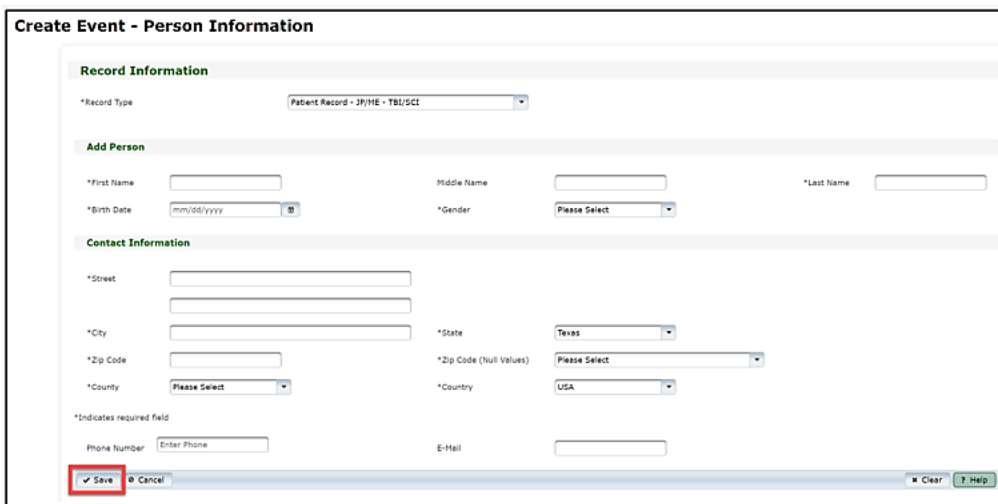 Create Event - Person Information
Record Information
*Record Type Patient Record - JP/ME - TBI/SCI
Add Person
*First Name Middle Name *Last Name
*Birth Date mm/dd/yyyy *Gender Please Select
Contact Information
*Street
*City *State Texas
*Zip Code *Zip Code (Null Values) Please Select
*County Please Select *Country USA
*Indicates required field
Phone Number Enter Phone E-Mail
Save Cancel Clear ? Help